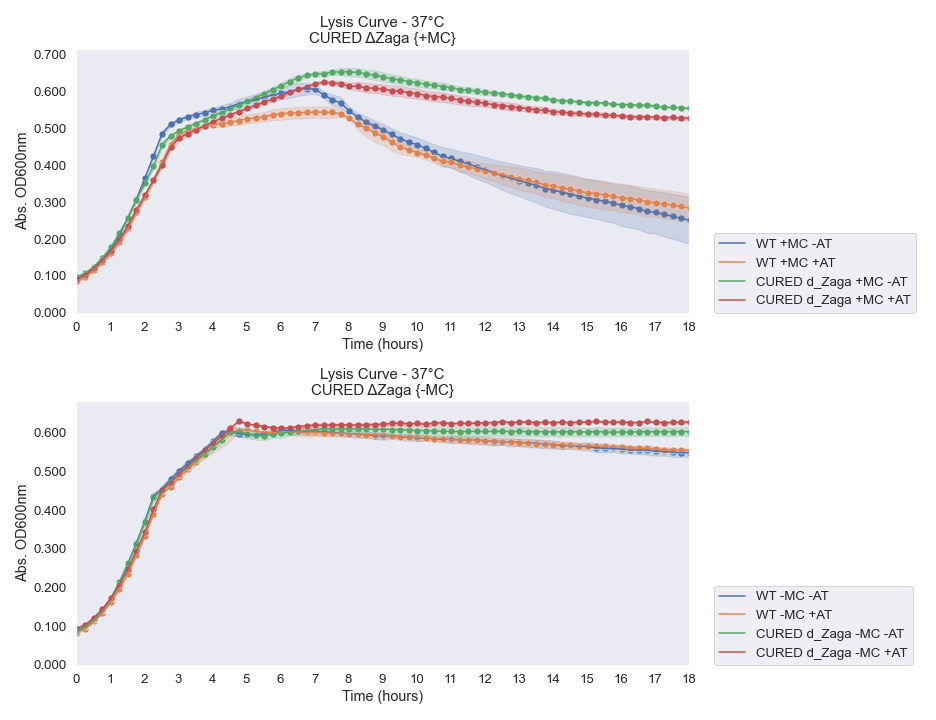 Lysis Curve - 37°C
CURED ΔZaga {+MC}
0.700
0.600
0.500
0.400
0.300
0.200
0.100
0.000
Abs. OD600nm
0 1 2 3 4 5 6 7 8 9 10 11 12 13 14 15 16 17 18
Time (hours)
WT +MC -AT
WT +MC +AT
CURED d_Zaga +MC -AT
CURED d_Zaga +MC +AT
Lysis Curve - 37°C
CURED ΔZaga {-MC}
0.600
0.500
0.400
0.300
0.200
0.100
0.000
Abs. OD600nm
0 1 2 3 4 5 6 7 8 9 10 11 12 13 14 15 16 17 18
Time (hours)
WT -MC -AT
WT -MC +AT
CURED d_Zaga -MC -AT
CURED d_Zaga -MC +AT